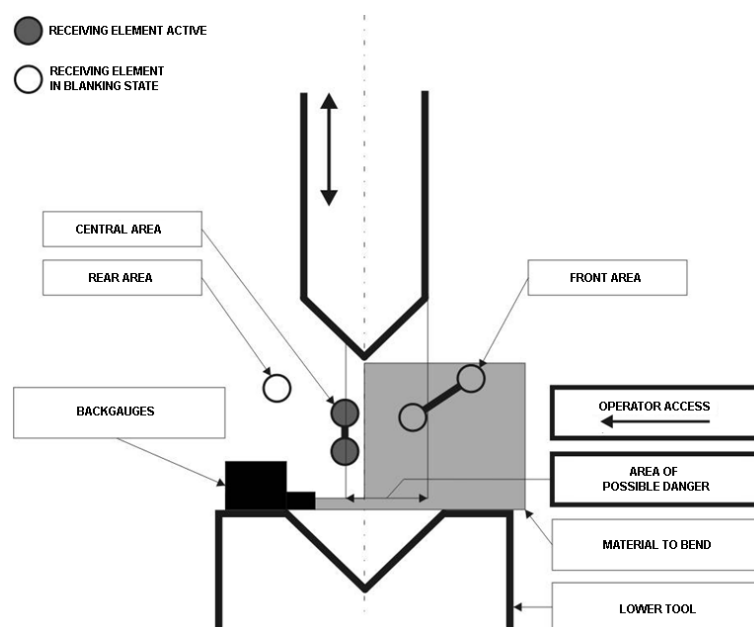 RECEIVING ELEMENT ACTIVE
RECEIVING ELEMENT
IN BLANKING STATE
CENTRAL AREA
REAR AREA
FRONT AREA
BACKGAUGES
OPERATOR ACCESS
AREA OF
POSSIBLE DANGER
MATERIAL TO BEND
LOWER TOOL